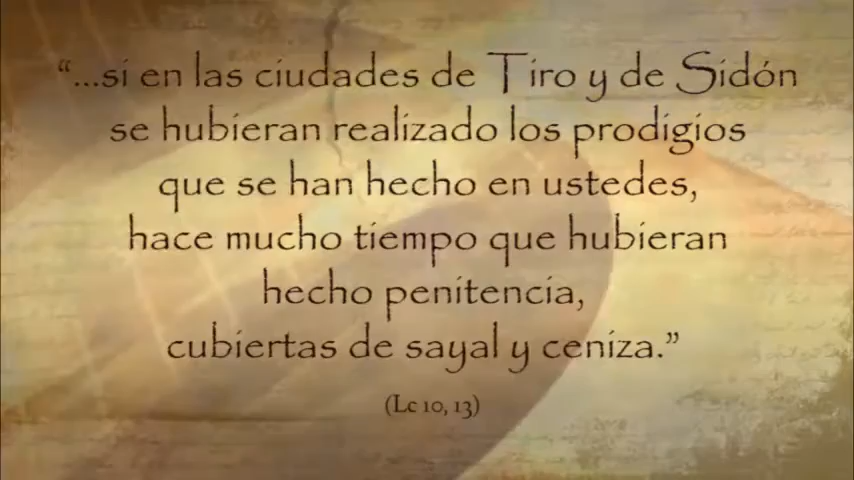 “...si en las ciudades de Tiro y de Sidón
se hubieran realizado los prodigios
que se han hecho en ustedes,
hace mucho tiempo que hubieran
hecho penitencia,
cubiertas de sayal y ceniza.”
(Lc 10, 13)